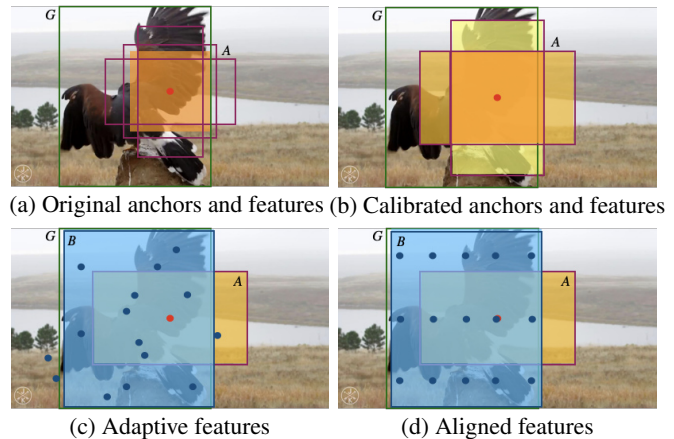 G
A
G
A
(a) Original anchors and features (b) Calibrated anchors and features
G B
A
G B
A
(c) Adaptive features (d) Aligned features